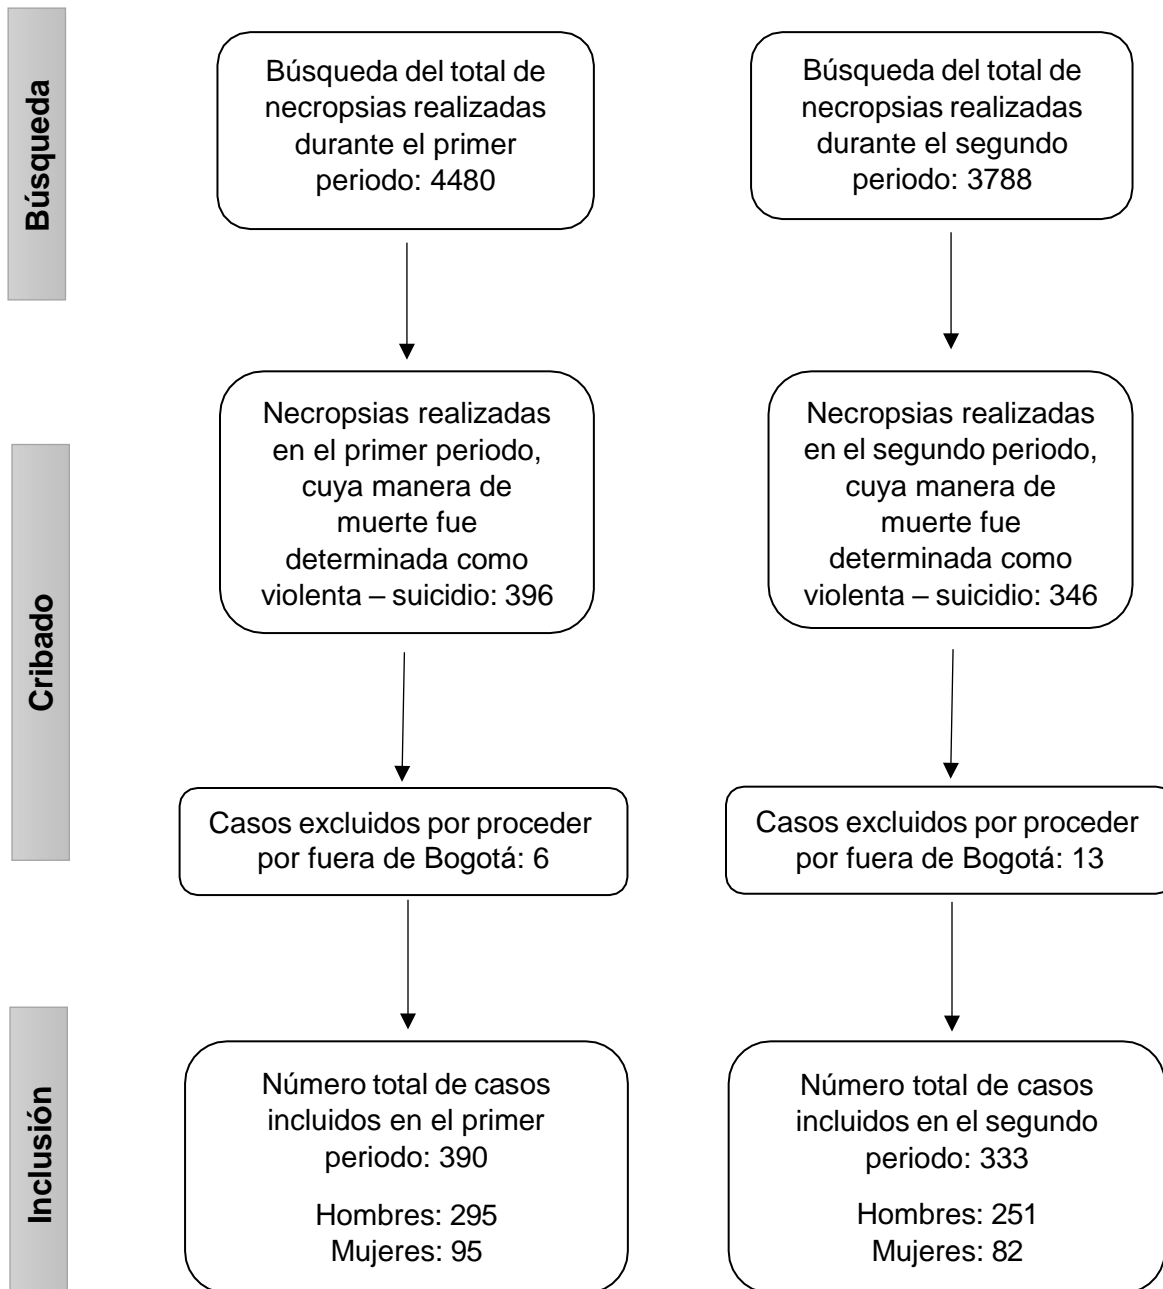 Búsqueda
Búsqueda del total de
necropsias realizadas
durante el primer
periodo: 4480
Búsqueda del total de
necropsias realizadas
durante el segundo
periodo: 3788
Cribado
Necropsias realizadas
en el primer periodo,
cuya manera de
muerte fue
determinada como
violenta – suicidio: 396
Necropsias realizadas
en el segundo periodo,
cuya manera de
muerte fue
determinada como
violenta – suicidio: 346
Casos excluidos por proceder
por fuera de Bogotá: 6
Casos excluidos por proceder
por fuera de Bogotá: 13
Inclusión
Número total de casos
incluidos en el primer
periodo: 390
Hombres: 295
Mujeres: 95
Número total de casos
incluidos en el segundo
periodo: 333
Hombres: 251
Mujeres: 82